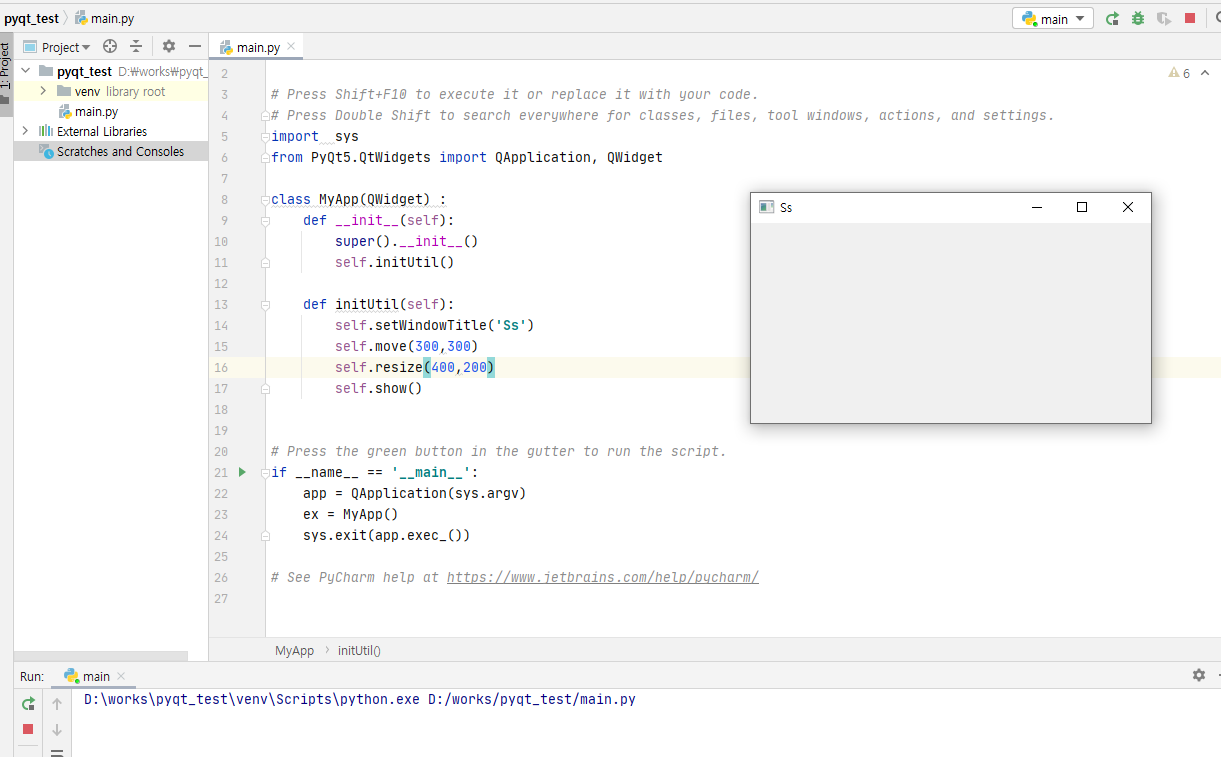 pyqt_test main.py
main
1: Project
Project
main.py
pyqt_test D:₩works₩pyqt_
venv library root
main.py
External Libraries
Scratches and Consoles
6
2
3 # Press Shift+F10 to execute it or replace it with your code.
4 # Press Double Shift to search everywhere for classes, files, tool windows, actions, and settings.
5 import  sys
6 from PyQt5.QtWidgets import QApplication, QWidget
7
8 class MyApp(QWidget) :
9     def __init__(self):
10         super().__init__()
11         self.initUtil()
12
13     def initUtil(self):
14         self.setWindowTitle('Ss')
15         self.move(300,300)
16         self.resize(400,200)
17         self.show()
18
19
20 # Press the green button in the gutter to run the script.
21 if __name__ == '__main__':
22     app = QApplication(sys.argv)
23     ex = MyApp()
24     sys.exit(app.exec_())
25
26 # See PyCharm help at https://www.jetbrains.com/help/pycharm/
27
Ss
MyApp initUtil()
Run: main
D:\works\pyqt_test\venv\Scripts\python.exe D:/works/pyqt_test/main.py